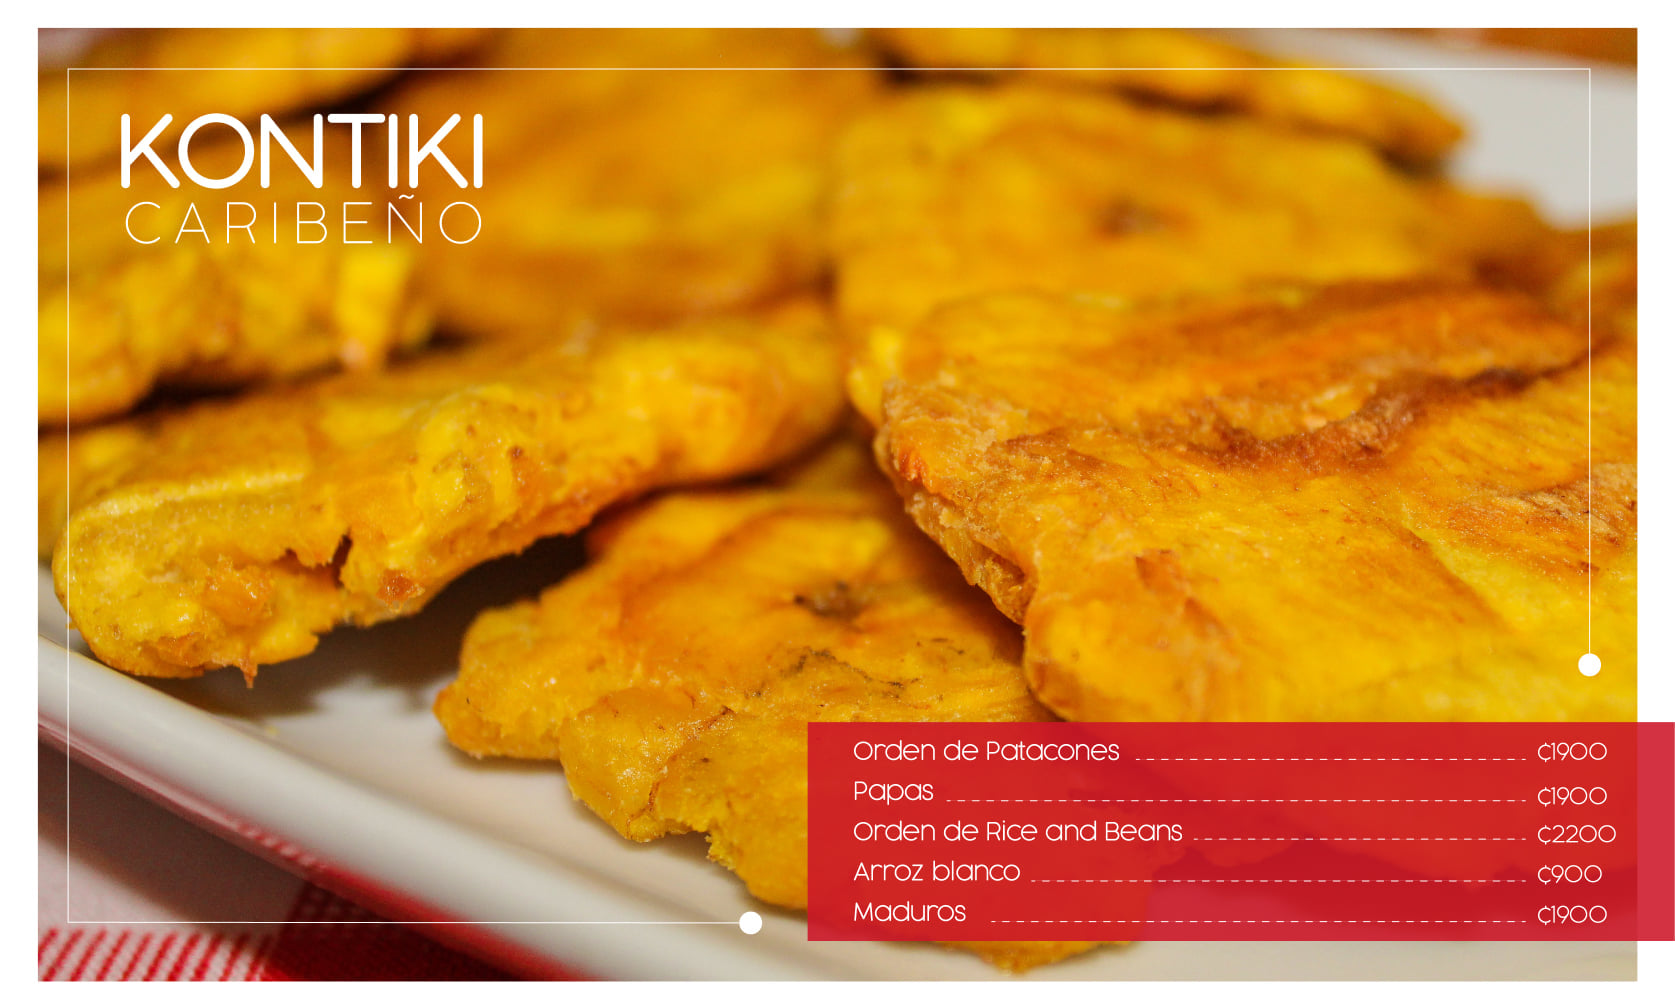 KONTIKI
CARIBEÑO
Orden de Patacones ₵1900
Papas ₵1900
Orden de Rice and Beans ₵2200
Arroz blanco ₵900
Maduros ₵1900